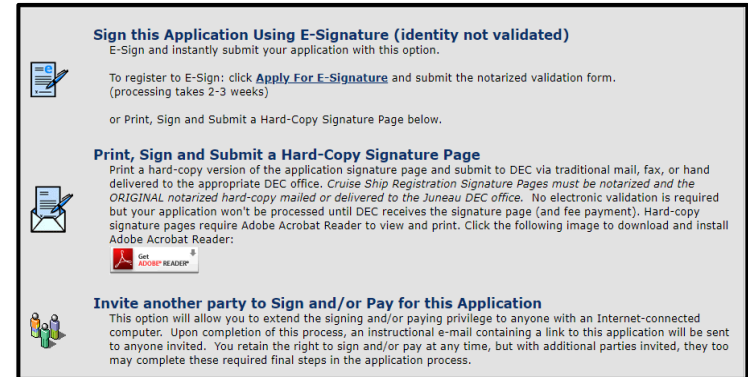 Sign this Application Using E-Signature (identity not validated)
E-Sign and instantly submit your application with this option.
To register to E-Sign: click Apply For E-Signature and submit the notarized validation form.
(processing takes 2-3 weeks)
or Print, Sign and Submit a Hard-Copy Signature Page below.
Print, Sign and Submit a Hard-Copy Signature Page
Print a hard-copy version of the application signature page and submit to DEC via traditional mail, fax, or hand
delivered to the appropriate DEC office. Cruise Ship Registration Signature Pages must be notarized and the
ORIGINAL notarized hard-copy mailed or delivered to the Juneau DEC office. No electronic validation is required
but your application won't be processed until DEC receives the signature page (and fee payment). Hard-copy
signature pages require Adobe Acrobat Reader to view and print. Click the following image to download and install
Adobe Acrobat Reader:
Get
ADOBE® READER®
Invite another party to Sign and/or Pay for this Application
This option will allow you to extend the signing and/or paying privilege to anyone with an Internet-connected
computer. Upon completion of this process, an instructional e-mail containing a link to this application will be sent
to anyone invited. You retain the right to sign and/or pay at any time, but with additional parties invited, they too
may complete these required final steps in the application process.